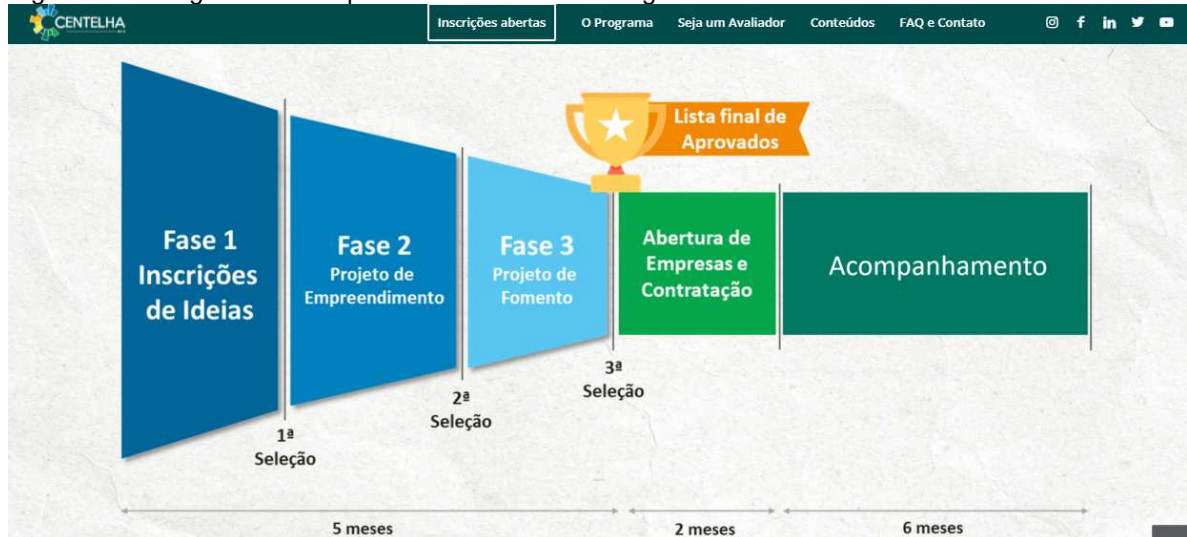 CENTELHA
Inscrições abertas
O Programa
Seja um Avaliador
Conteúdos
FAQ e Contato
Lista final de
Aprovados
Fase 1
Inscrições
de Ideias
Fase 2
Projeto de
Empreendimento
Fase 3
Projeto de
Fomento
Abertura de
Empresas e
Contratação
Acompanhamento
1ª
Seleção
2ª
Seleção
3ª
Seleção
5 meses
2 meses
6 meses